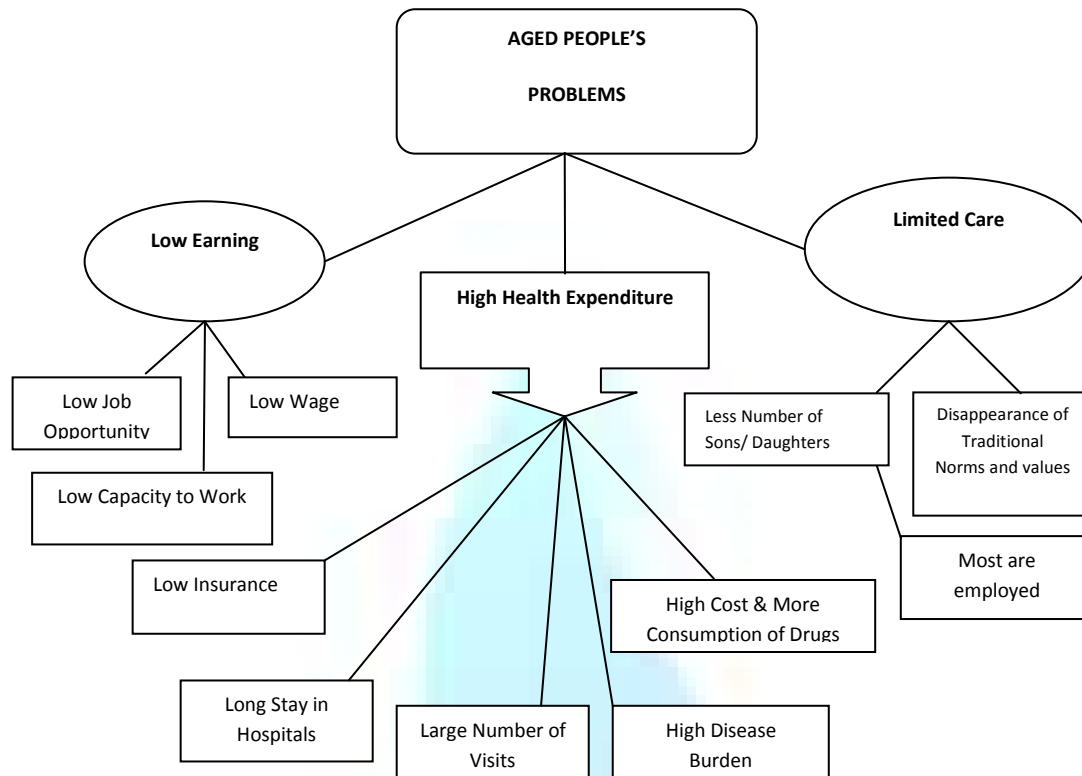 AGED PEOPLE’S
PROBLEMS
Low Earning
Limited Care
High Health Expenditure
Low Job
Opportunity
Low Wage
Low Capacity to Work
Less Number of
Sons/ Daughters
Disappearance of
Traditional
Norms and values
Most are
employed
Low Insurance
High Cost & More
Consumption of Drugs
Long Stay in
Hospitals
Large Number of
Visits
High Disease
Burden